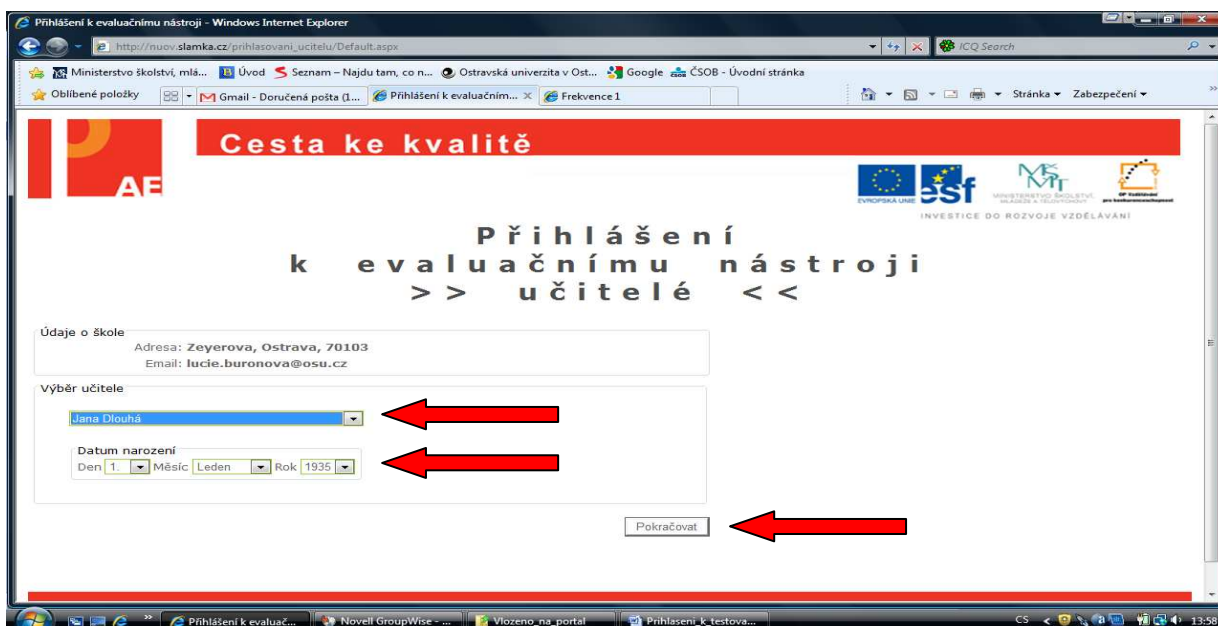 Přihlášení k evaluačnímu nástroji - Windows Internet Explorer
http://nuov.slamka.cz/prihlasovani_ucitelu/Default.aspx
ICQ Search
Ministerstvo školství, mlá... Úvod Seznam – Najdu tam, co n... Ostravská univerzita v Ost... Google ČSOB - Úvodní stránka
Oblíbené položky Gmail - Doručená pošta (1... Přihlášení k evaluačním... Frekvence 1 Stránka Zabezpečení
Cesta ke kvalitě
AE
EVROPSKÁ UNIE esf
MINISTERSTVO ŠKOLSTVÍ,
MLÁDEŽE A TĚLOVÝCHOVY
OP Vzdělávání
pro konkurenceschopnost
INVESTICE DO ROZVOJE VZDĚLÁVÁNÍ
Přihlášení
k evaluačnímu nástroji
>> učitelé <<
Údaje o škole
Adresa: Zeyerova, Ostrava, 70103
Email: lucie.buronova@osu.cz
Výběr učitele
Jana Dlouhá
Datum narození
Den 1. Měsíc Leden Rok 1935
Pokračovat
Přihlášení k evaluač... Novell GroupWise - ... Vlozeno_na_portal Prihlaseni_k_testova... CS 13:58